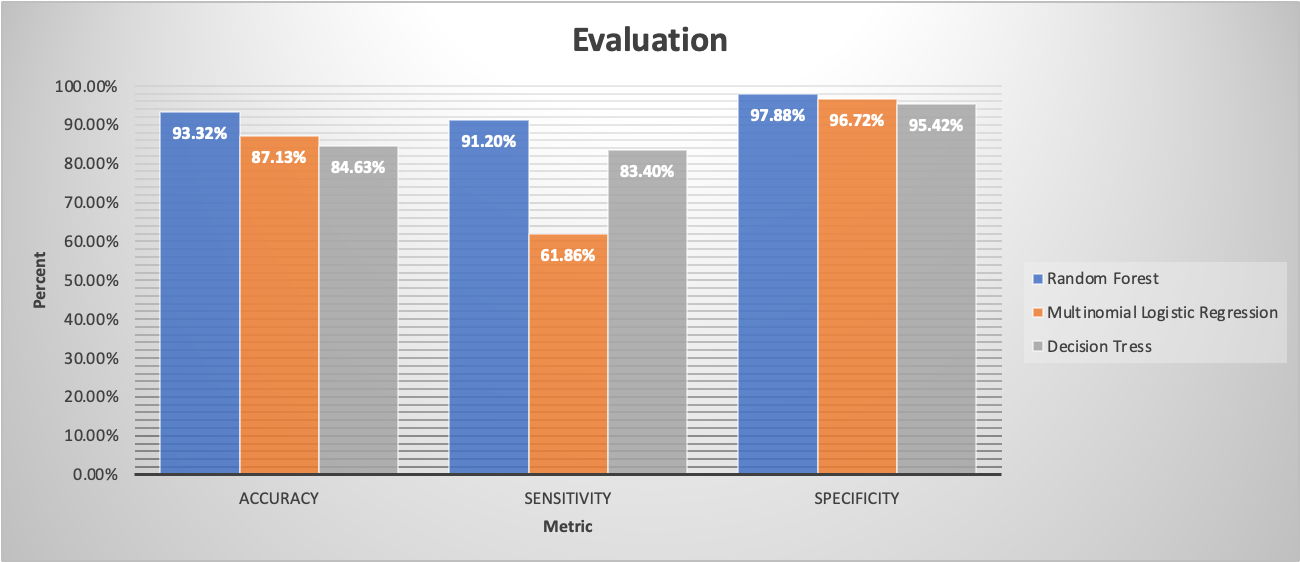 Evaluation
100.00%
90.00%
80.00%
70.00%
60.00%
50.00%
40.00%
30.00%
20.00%
10.00%
0.00%
Percent
93.32%
87.13%
84.63%
91.20%
61.86%
83.40%
97.88%
96.72%
95.42%
ACCURACY
SENSITIVITY
SPECIFICITY
Metric
Random Forest
Multinomial Logistic Regression
Decision Tress